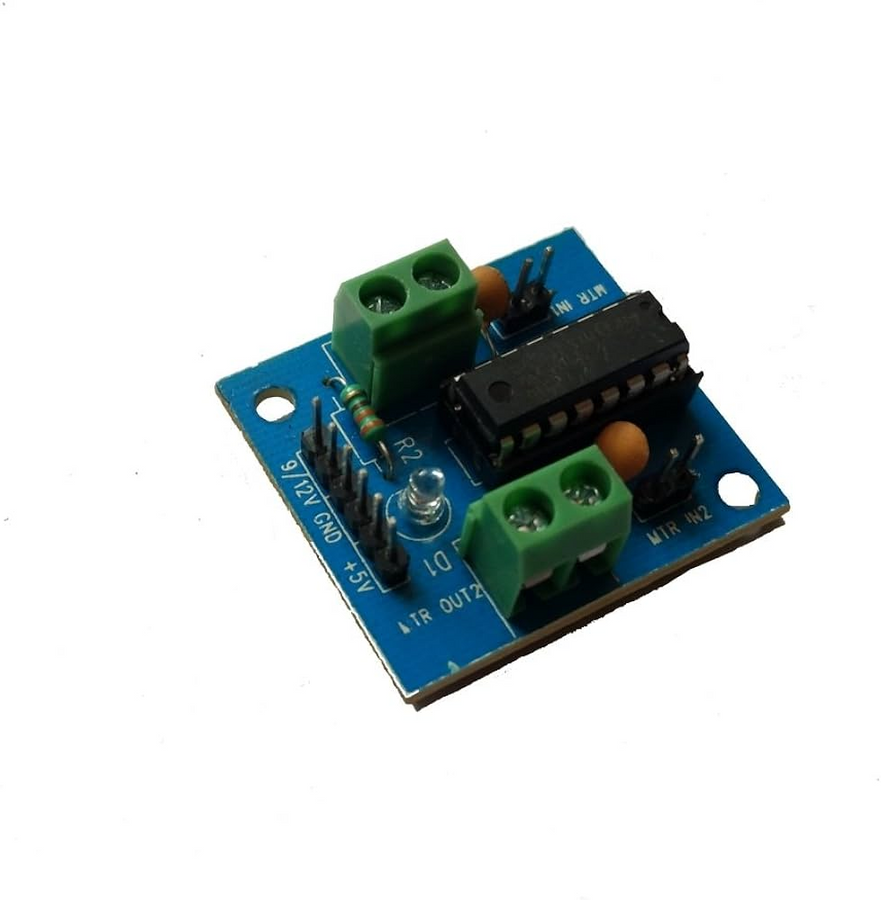 MTR IN1
R2
9/12V GND +5V
D1
MTR IN2
MTR OUT2